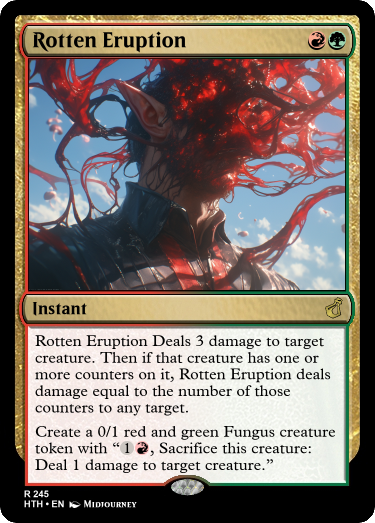 Rotten Eruption
Instant
Rotten Eruption Deals 3 damage to target
creature. Then if that creature has one or
more counters on it, Rotten Eruption deals
damage equal to the number of those
counters to any target.
Create a 0/1 red and green Fungus creature
token with “1, Sacrifice this creature:
Deal 1 damage to target creature.”
R 245
HTH • EN Midjourney